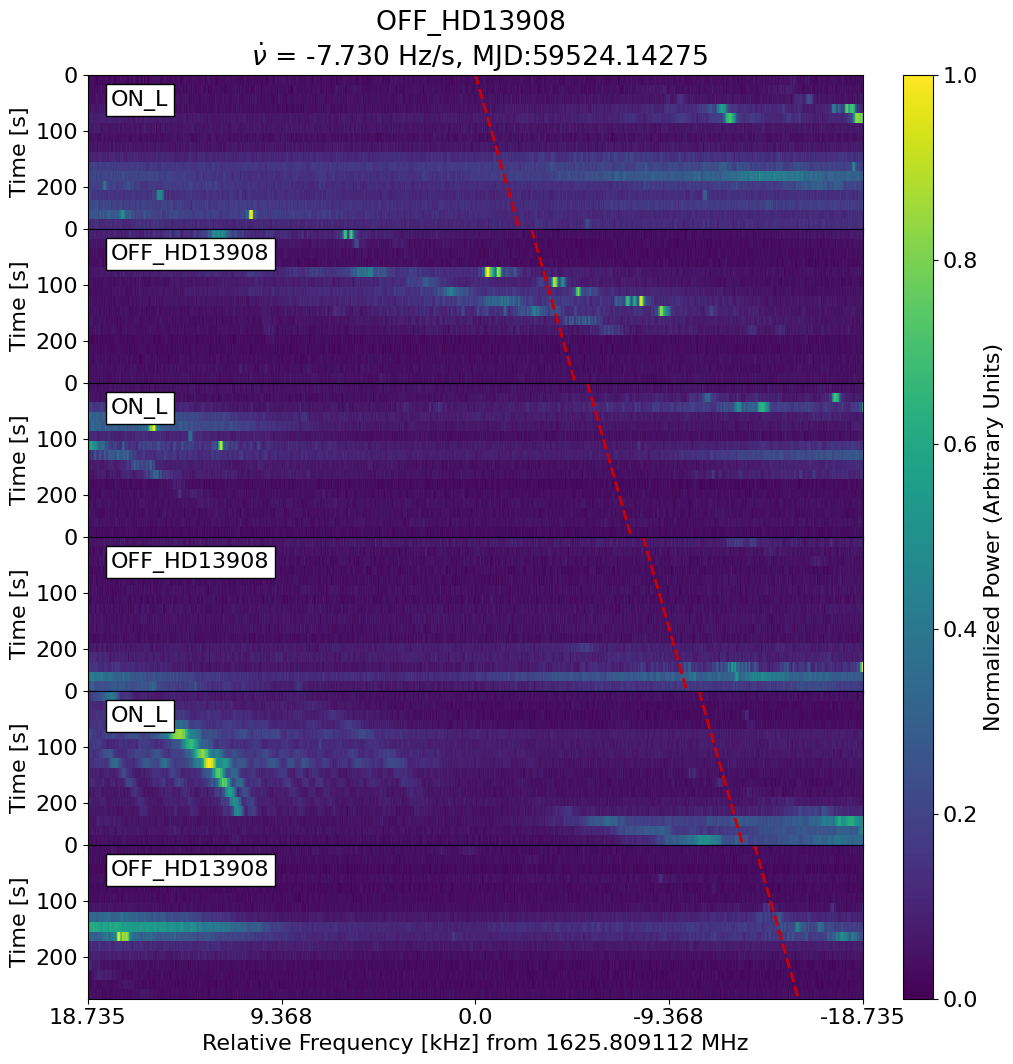 OFF_HD13908
ν̇ = -7.730 Hz/s, MJD:59524.14275
ON_L
OFF_HD13908
ON_L
OFF_HD13908
ON_L
OFF_HD13908
Time [s]
0
100
200
Time [s]
0
100
200
Time [s]
0
100
200
Time [s]
0
100
200
Time [s]
0
100
200
Time [s]
0
100
200
18.735 9.368 0.0 -9.368 -18.735
Relative Frequency [kHz] from 1625.809112 MHz
1.0
0.8
0.6
0.4
0.2
0.0
Normalized Power (Arbitrary Units)